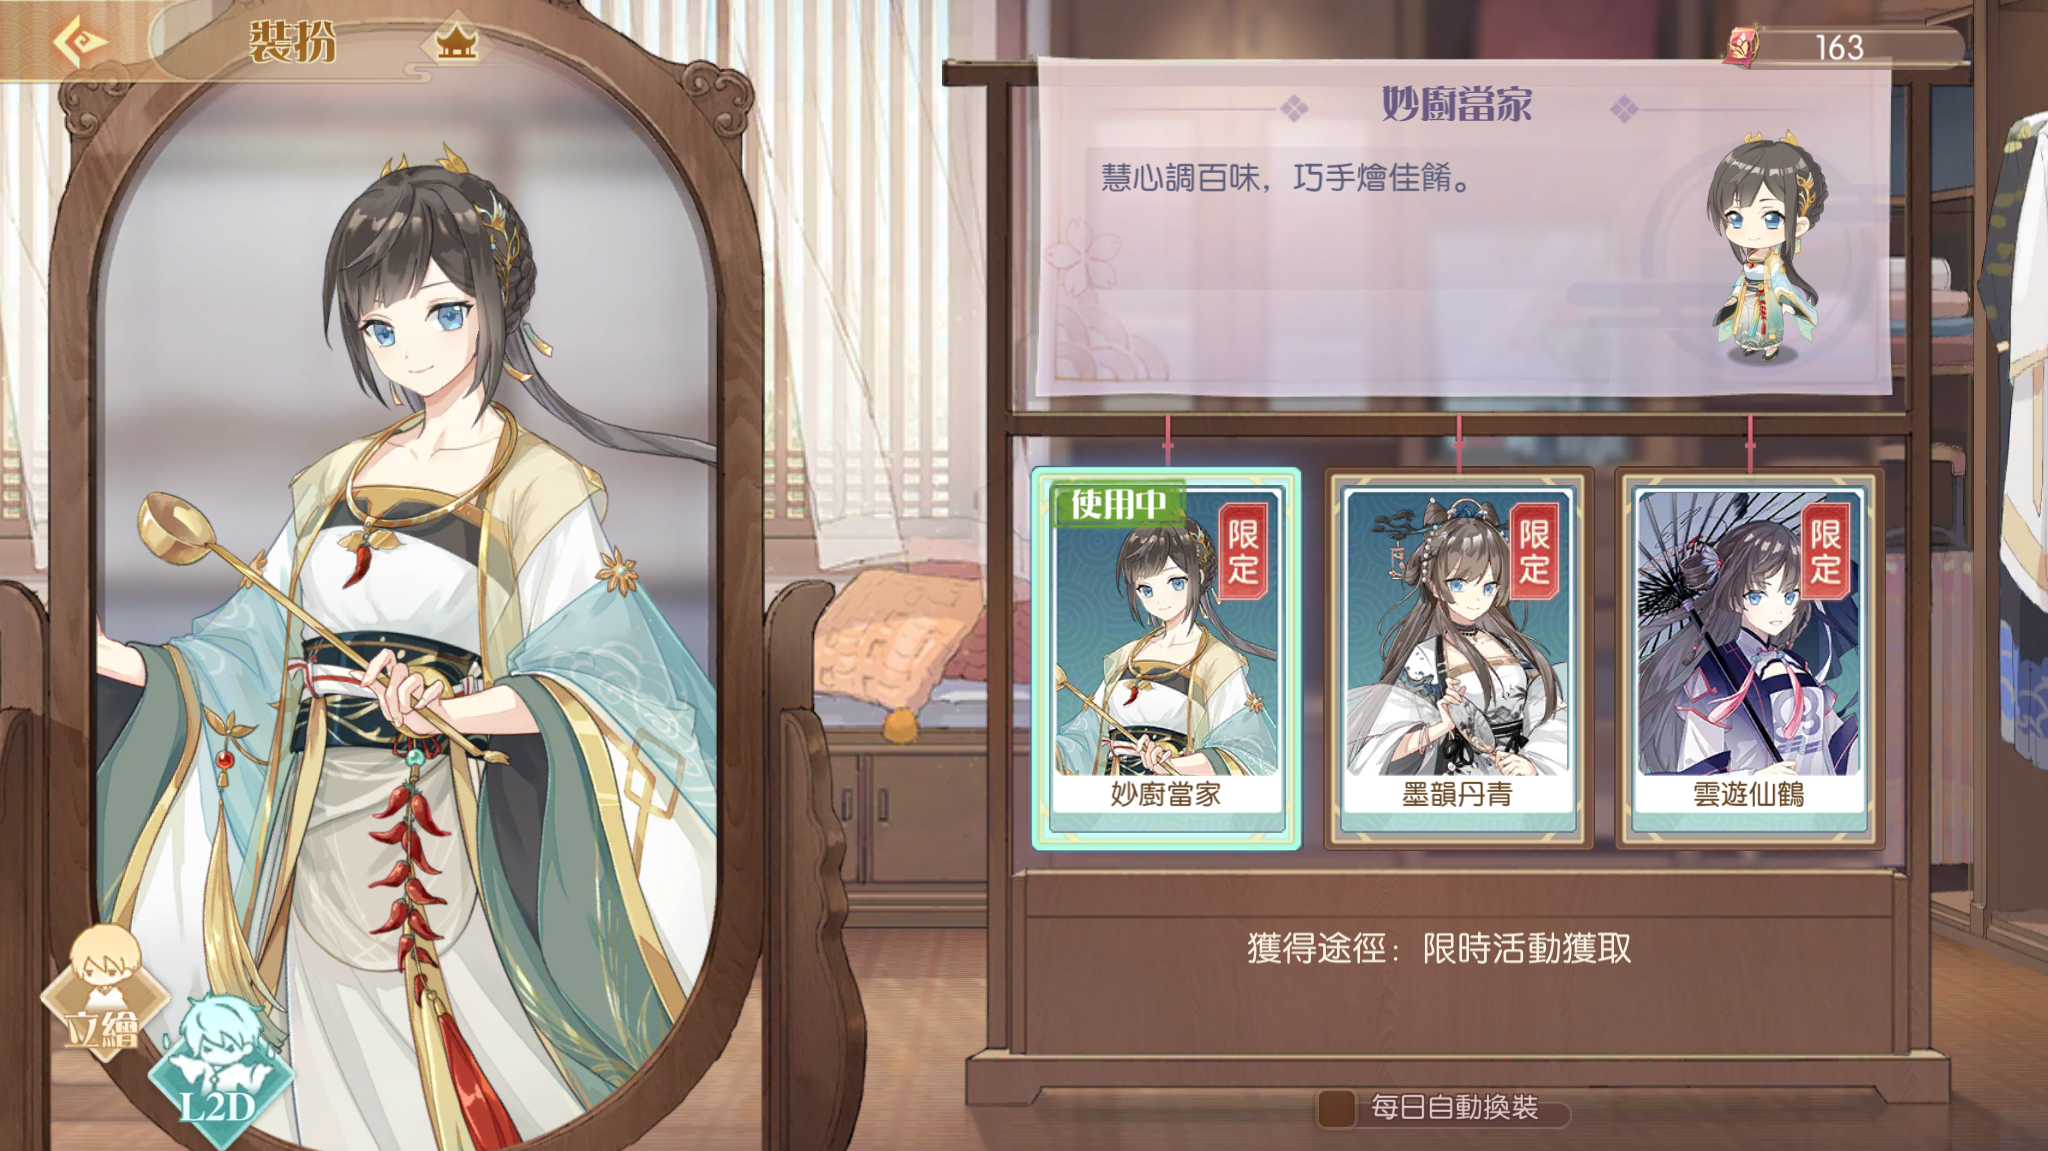 裝扮
163
妙廚當家
慧心調百味，巧手燴佳餚。
使用中
限定
妙廚當家
限定
墨韻丹青
限定
雲遊仙鶴
獲得途徑：限時活動獲取
每日自動換裝
立繪
L2D